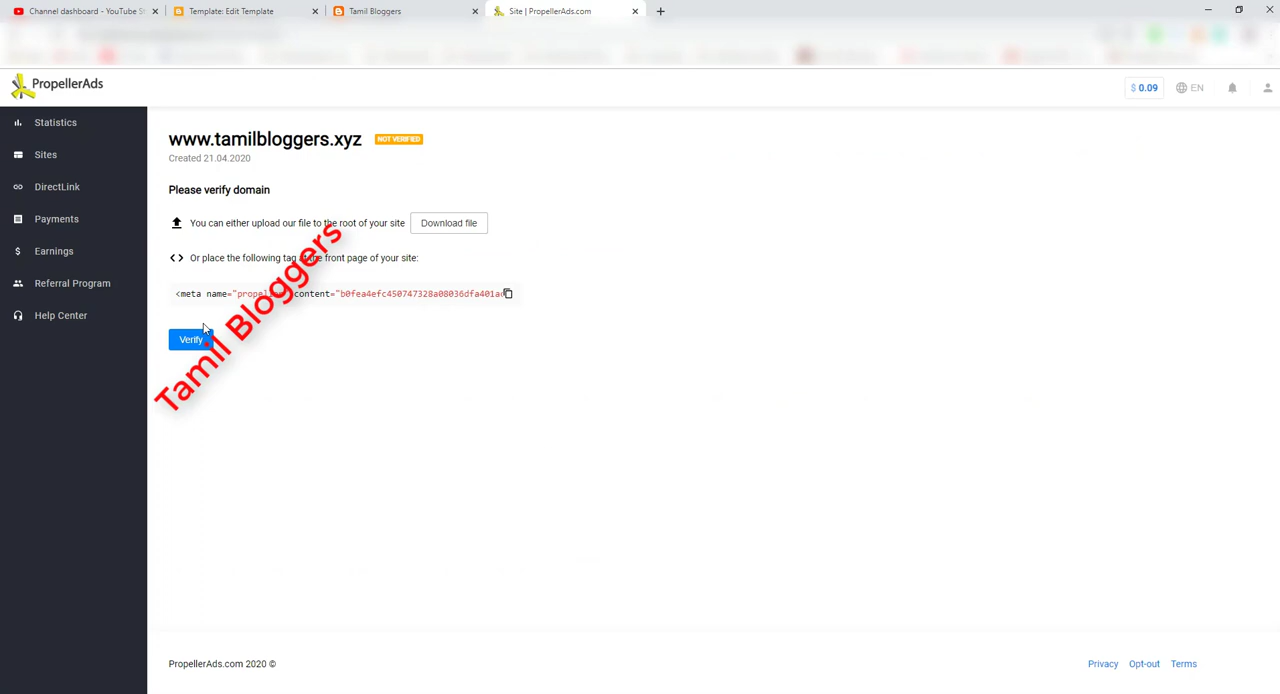 Channel dashboard - YouTube St
Template: Edit Template
Tamil Bloggers
Site | PropellerAds.com
PropellerAds
$ 0.09
EN
Statistics
Sites
DirectLink
Payments
Earnings
Referral Program
Help Center
www.tamilbloggers.xyz NOT VERIFIED
Created 21.04.2020
Please verify domain
You can either upload our file to the root of your site Download file
Or place the following tag at the front page of your site:
<meta name="propeller" content="b0fea4efc450747328a08036dfa401ac
Verify
Tamil Bloggers
PropellerAds.com 2020 ©
Privacy Opt-out Terms